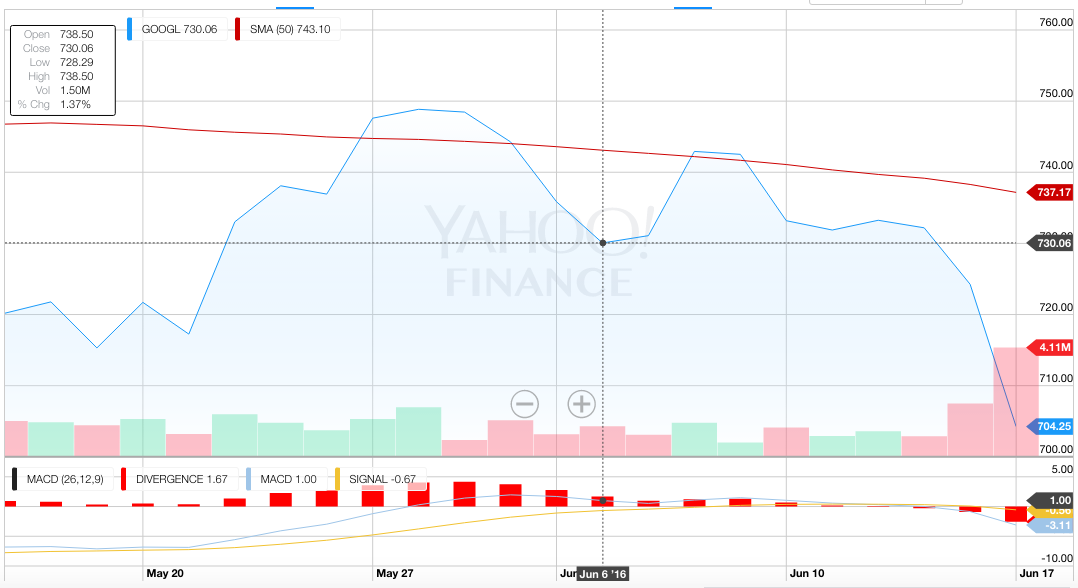 GOOGL 730.06 SMA (50) 743.10
Open 738.50
Close 730.06
Low 728.29
High 738.50
Vol 1.50M
% Chg 1.37%
760.00
750.00
740.00
737.17
730.06
720.00
4.11M
710.00
704.25
700.00
YAHOO!
FINANCE
MACD (26,12,9) DIVERGENCE 1.67 MACD 1.00 SIGNAL -0.67
5.00
1.00
-3.11
-10.00
May 20 May 27 Jun 6 '16 Jun 10 Jun 17